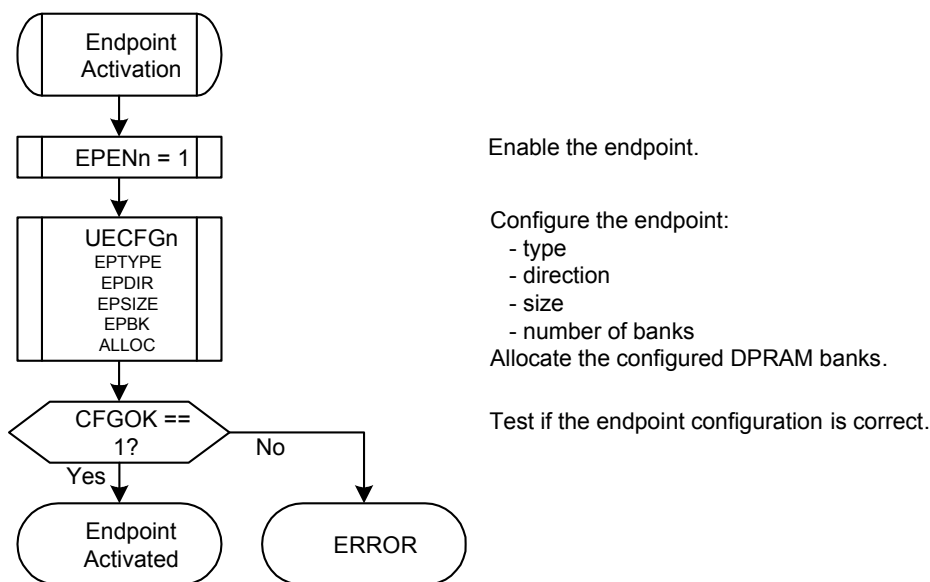 Endpoint
Activation
EPENn = 1
Enable the endpoint.
UECFGn
EPTYPE
EPDIR
EPSIZE
EPBK
ALLOC
Configure the endpoint:
- type
- direction
- size
- number of banks
Allocate the configured DPRAM banks.
CFGOK ==
1?
Test if the endpoint configuration is correct.
No
Yes
Endpoint
Activated
ERROR